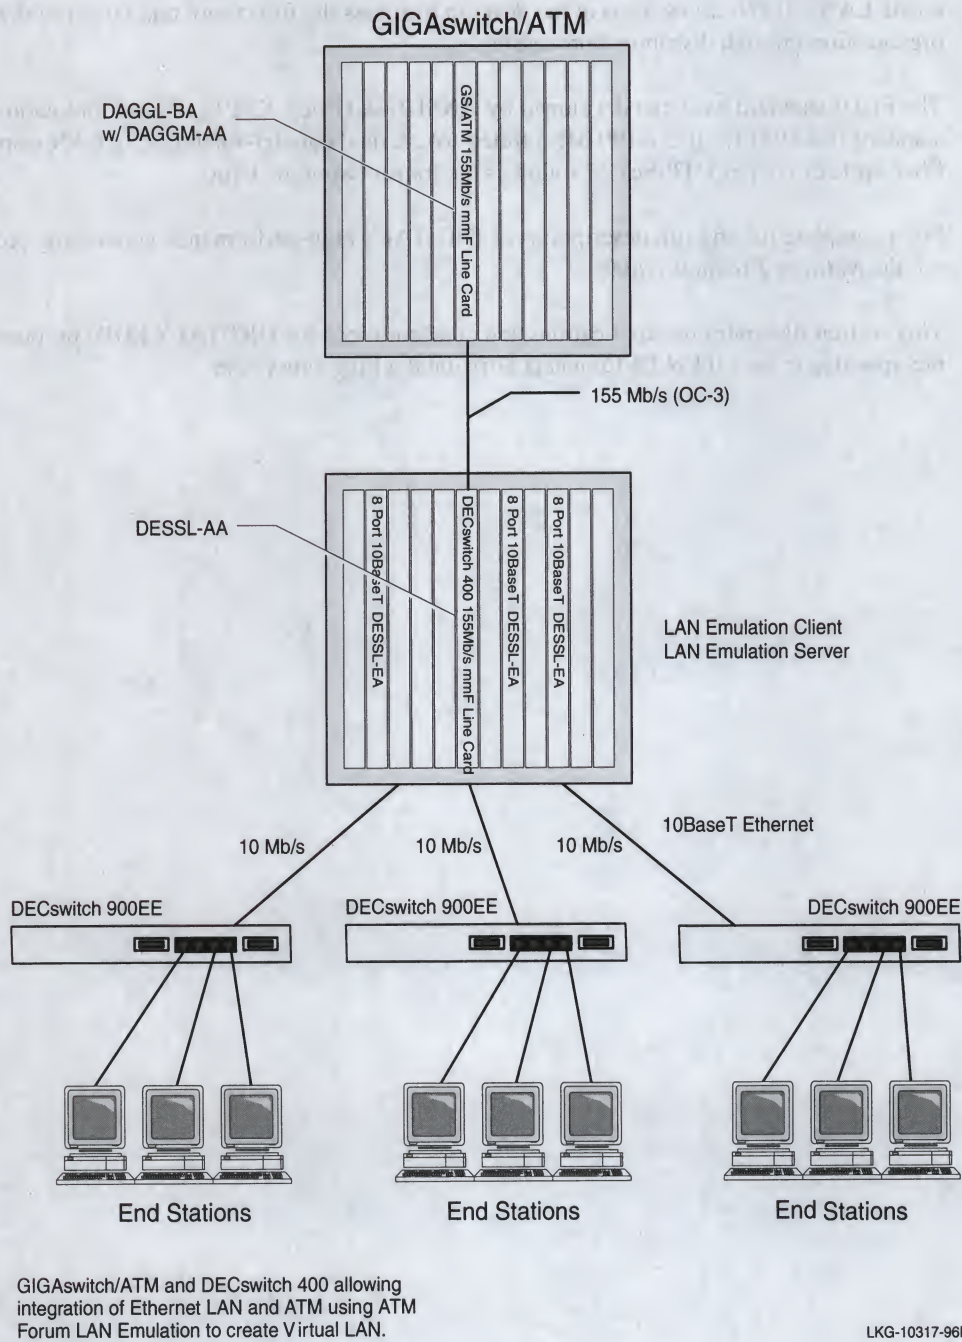 GIGAswitch/ATM
DAGGL-BA
w/ DAGGM-AA
GS/ATM 155Mb/s mmF Line Card
155 Mb/s (OC-3)
DESSL-AA
8 Port 10BaseT DESSL-EA
DECswitch 400 155Mb/s mmF Line Card
8 Port 10BaseT DESSL-EA
8 Port 10BaseT DESSL-EA
LAN Emulation Client
LAN Emulation Server
10BaseT Ethernet
10 Mb/s
10 Mb/s
10 Mb/s
DECswitch 900EE
DECswitch 900EE
DECswitch 900EE
End Stations
End Stations
End Stations
GIGAswitch/ATM and DECswitch 400 allowing
integration of Ethernet LAN and ATM using ATM
Forum LAN Emulation to create Virtual LAN.
LKG-10317-96